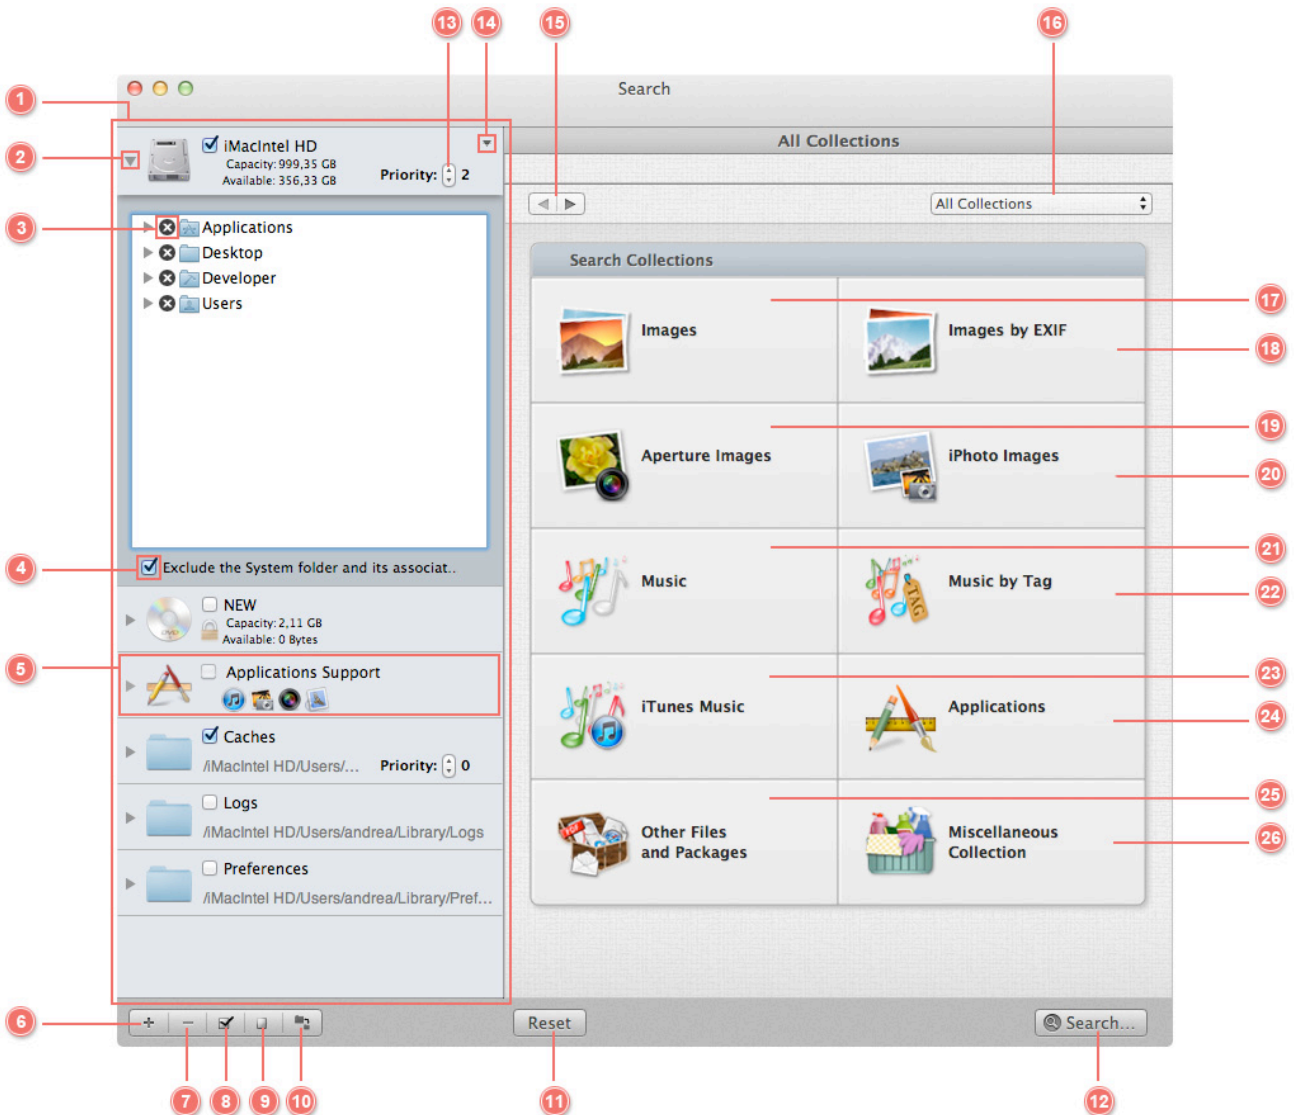 13
14
15
16
Search
1
iMacIntel HD
All Collections
2
Capacity: 999,35 GB
Available: 356,33 GB
Priority: 2
All Collections
3
Applications
Desktop
Developer
Users
Search Collections
17
Images
Images by EXIF
18
19
Aperture Images
iPhoto Images
20
4
Exclude the System folder and its associat..
21
Music
Music by Tag
22
NEW
Capacity: 2,11 GB
Available: 0 Bytes
DVD
TAG
5
Applications Support
23
iTunes Music
Applications
24
Caches
/iMacIntel HD/Users/...
Priority: 0
25
Logs
/iMacIntel HD/Users/andrea/Library/Logs
Other Files
and Packages
Miscellaneous
Collection
26
PDF
Preferences
/iMacIntel HD/Users/andrea/Library/Pref...
6
Reset
Search...
7
8
9
10
11
12